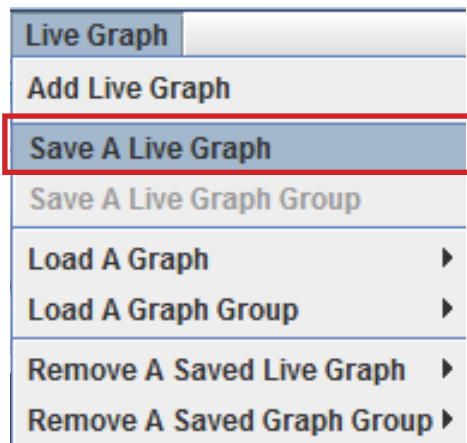 Live Graph
Add Live Graph
Save A Live Graph
Save A Live Graph Group
Load A Graph
Load A Graph Group
Remove A Saved Live Graph
Remove A Saved Graph Group